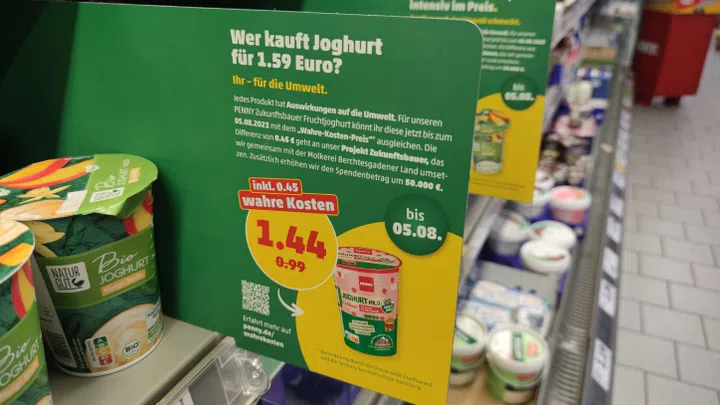 Wer kauft Joghurt
für 1.59 Euro?
Ihr – für die Umwelt.
Jedes Produkt hat Auswirkungen auf die Umwelt. Für unseren
PENNY Zukunftsbauer Fruchtjoghurt könnt ihr diese jetzt bis zum
05.08.2023 mit dem „Wahre-Kosten-Preis“ ausgleichen. Die
Differenz von 0.45 € geht an unser Projekt Zukunftsbauer, das
wir gemeinsam mit der Molkerei Berchtesgadener Land umset-
zen. Zusätzlich erhöhen wir den Spendenbetrag um 50.000 €.
inkl. 0.45
wahre Kosten
1.44
0.99
bis
05.08.
Erfahrt mehr auf
penny.de/
wahrekosten
PENNY
JOGHURT MILD
intensiv im Preis.
bis
05.08.
Bio
JOGHURT
NATUR
GUT
Bio
JOGHURT
BIO
Bio
JOGHURT